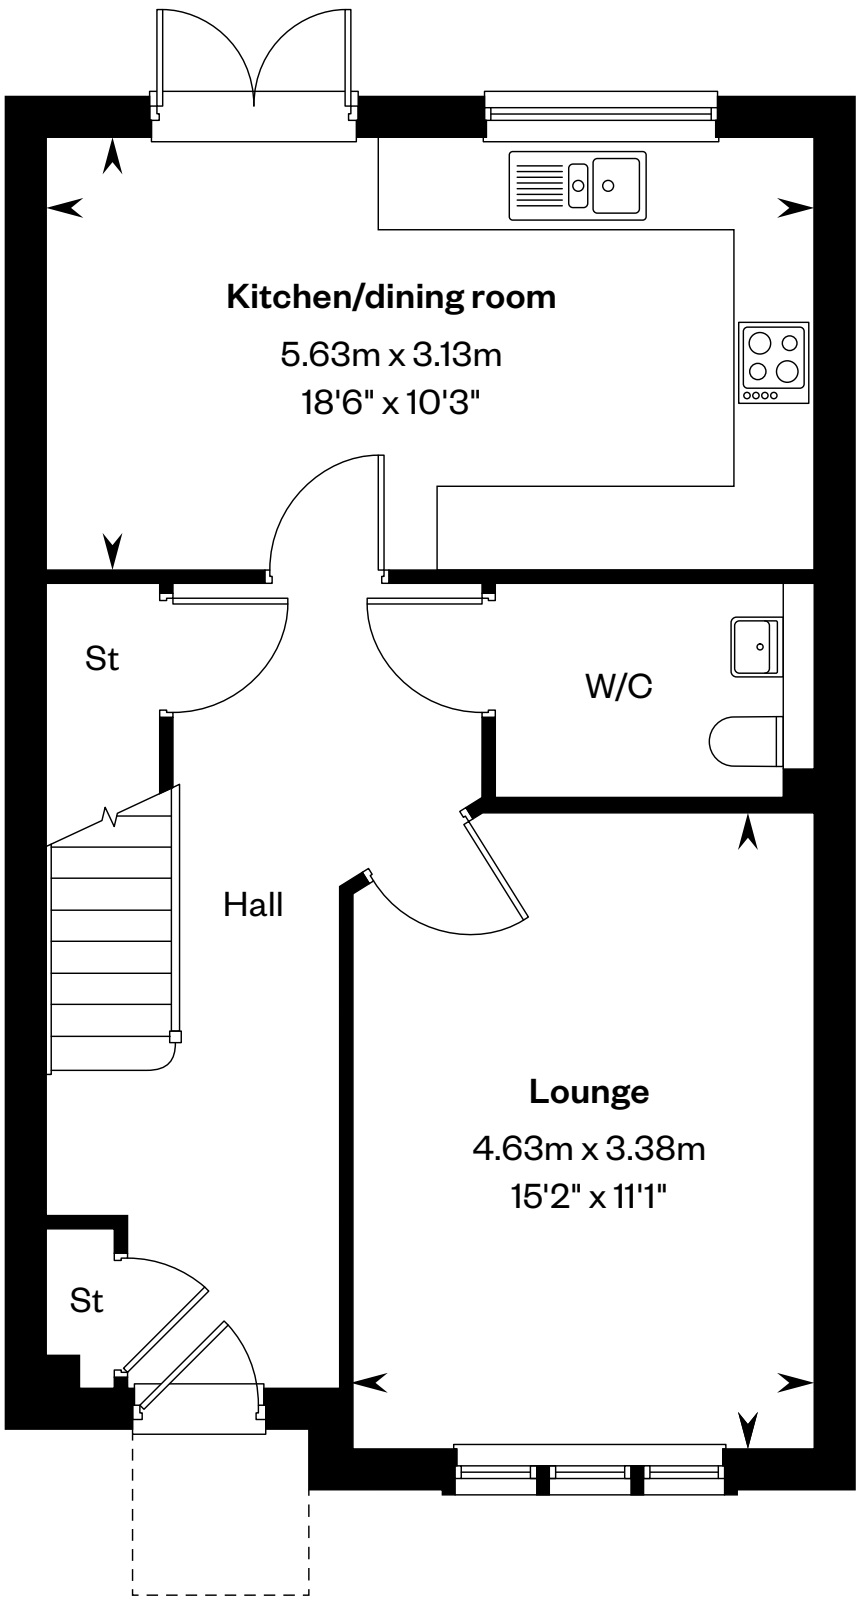 Kitchen/dining room
5.63m x 3.13m
18'6" x 10'3"
St
W/C
Hall
Lounge
4.63m x 3.38m
15'2" x 11'1"
St